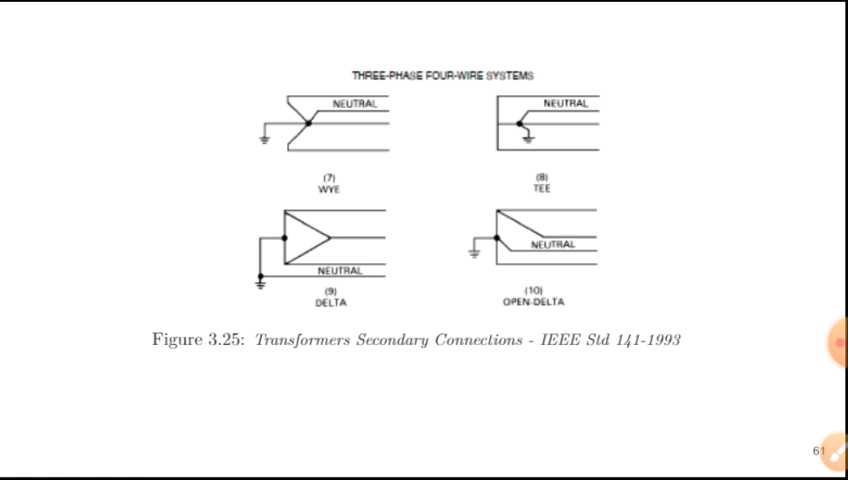 THREE-PHASE FOUR-WIRE SYSTEMS
NEUTRAL
NEUTRAL
(7)
WYE
(8)
TEE
NEUTRAL
NEUTRAL
(9)
DELTA
(10)
OPEN-DELTA
Figure 3.25: Transformers Secondary Connections - IEEE Std 141-1993
61